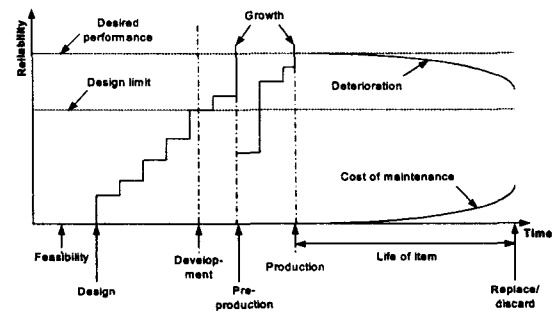 Growth
Desired
performance
Reliability
Design limit
Deterioration
Cost of maintenance
Time
Feasibility
Develop-
ment
Production
Life of item
Design
Pre-
production
Replace/
discard